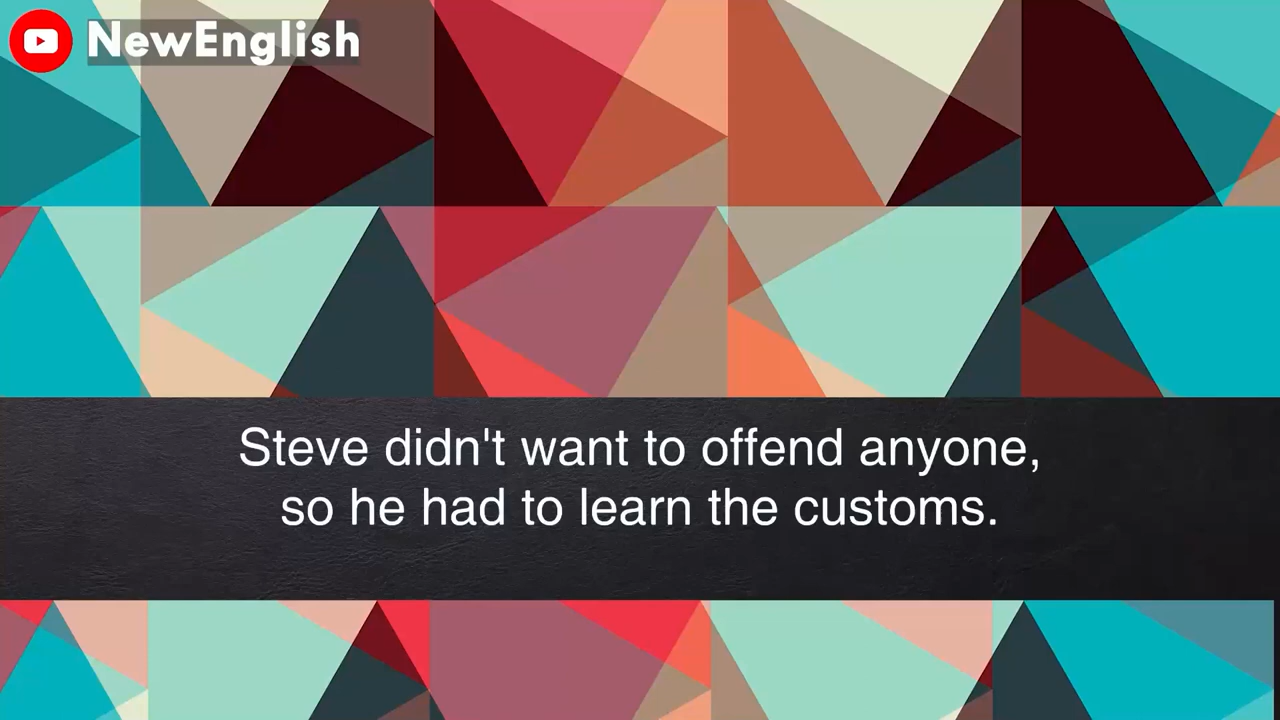 NewEnglish
Steve didn't want to offend anyone,
so he had to learn the customs.